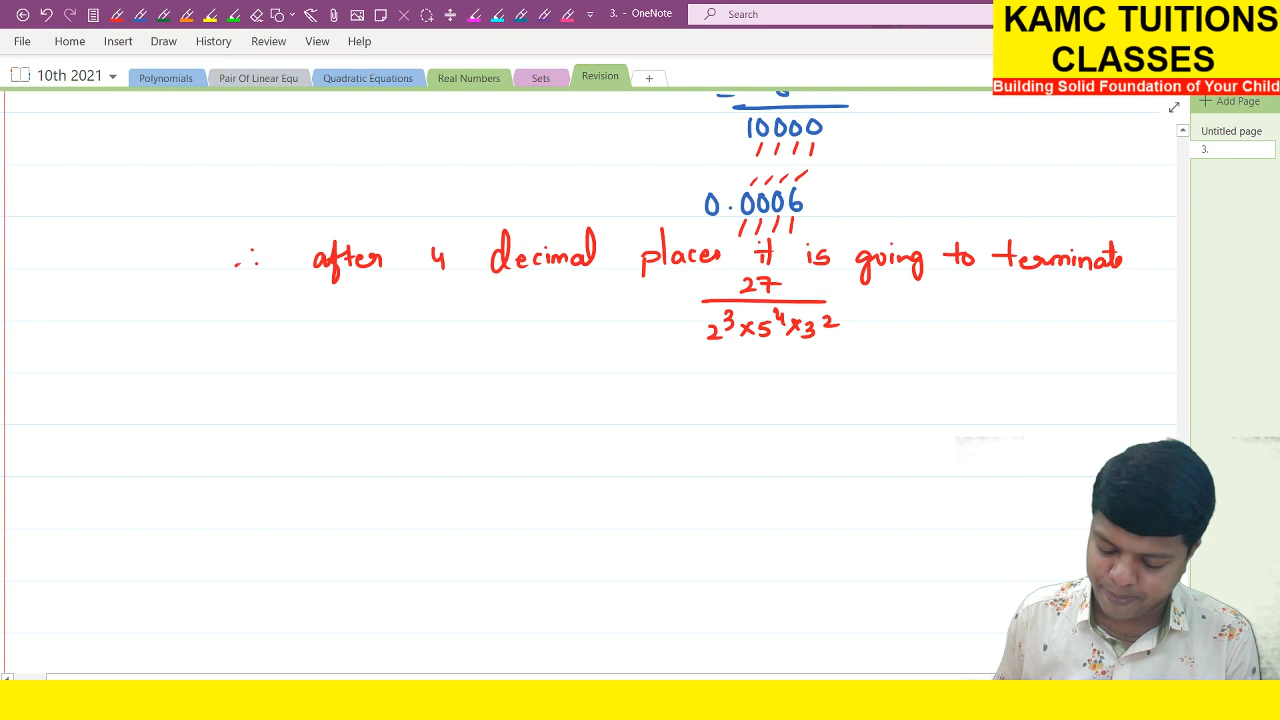 3. - OneNote
Search
KAMC TUITIONS
CLASSES
Building Solid Foundation of Your Child
File Home Insert Draw History Review View Help
10th 2021
Polynomials Pair Of Linear Equ Quadratic Equations Real Numbers Sets Revision +
+ Add Page
Untitled page
3.
10000
0.0006
∴ after 4 decimal places it is going to terminate
27
2³×5⁴×3²